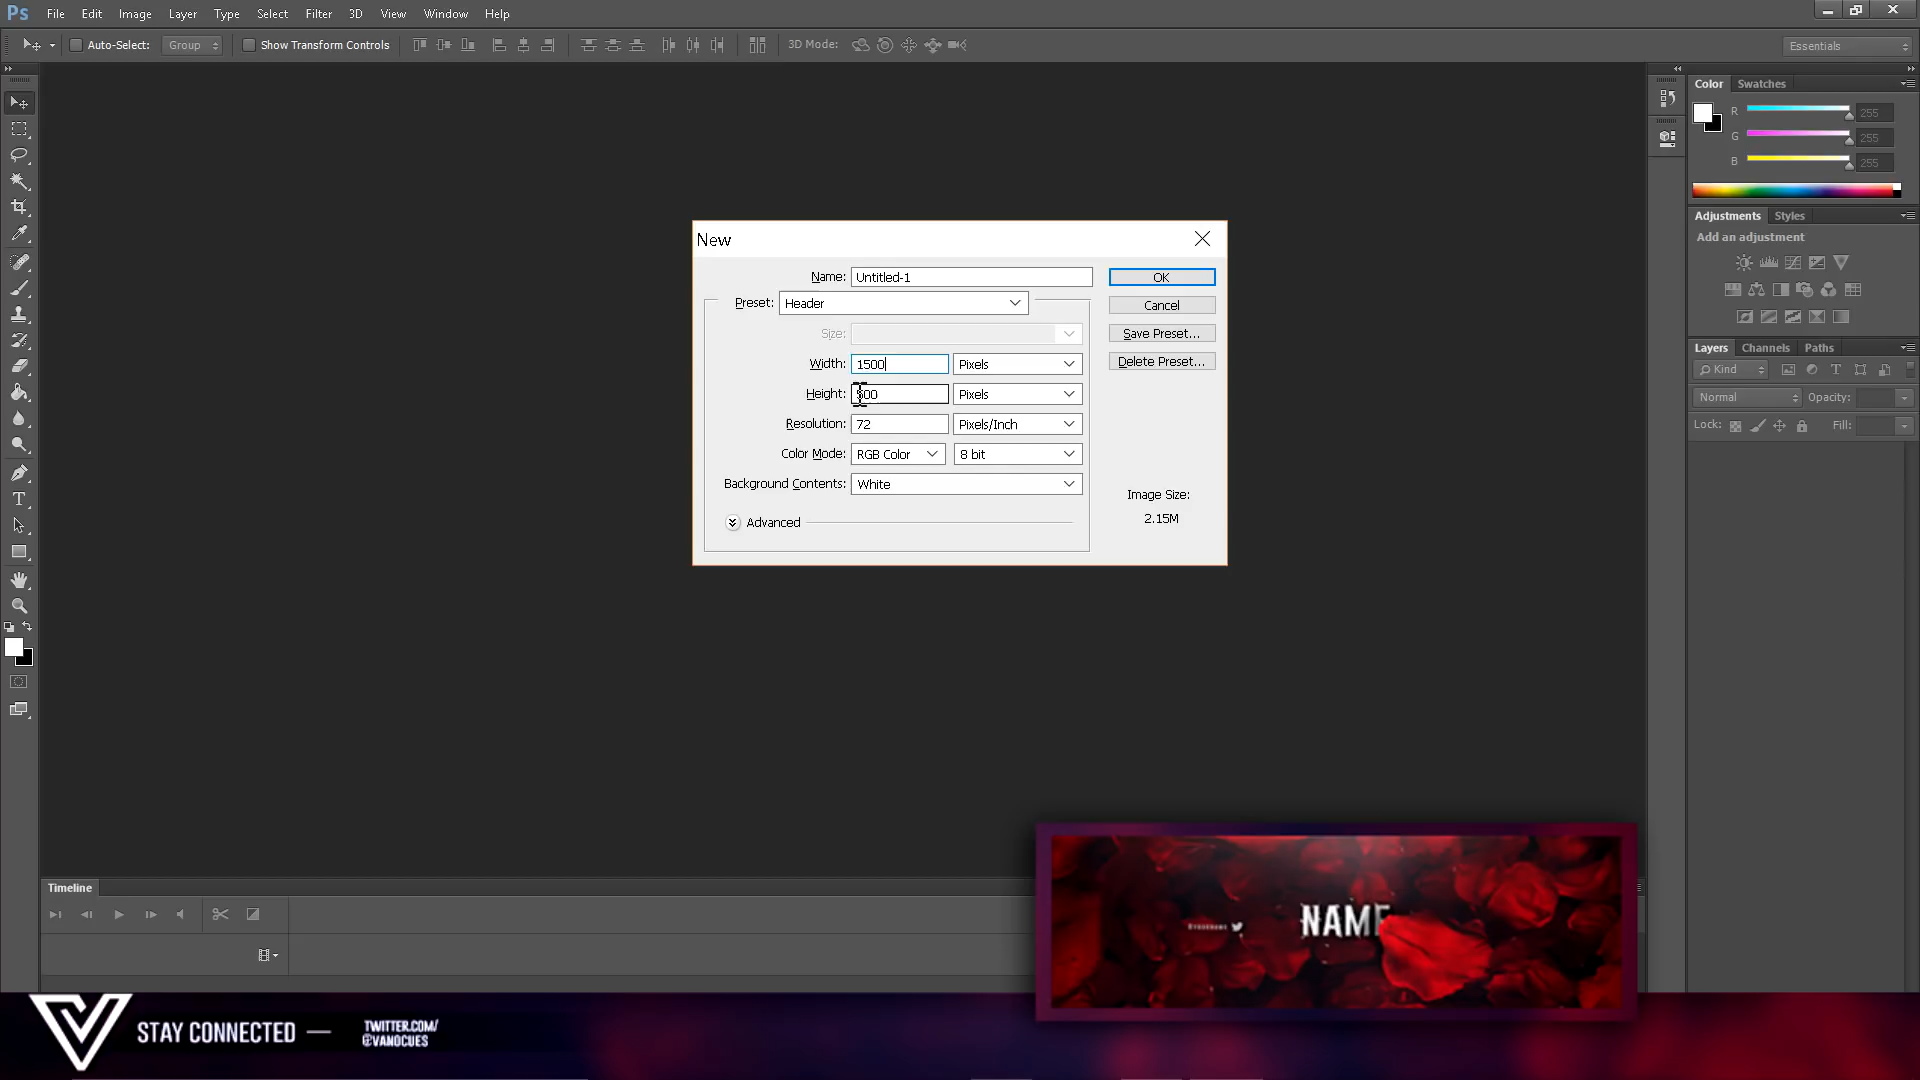 Ps File Edit Image Layer Type Select Filter 3D View Window Help
Auto-Select: Group Show Transform Controls 3D Mode: Essentials
Color Swatches
R 255
G 255
B 255
Adjustments Styles
Add an adjustment
Layers Channels Paths
Kind
Normal Opacity:
Lock: Fill:
New
Name: Untitled-1 OK
Preset: Header Cancel
Size: Save Preset...
Width: 1500 Pixels Delete Preset...
Height: 500 Pixels
Resolution: 72 Pixels/Inch
Color Mode: RGB Color 8 bit
Background Contents: White Image Size:
2.15M
Advanced
Timeline
NAME
STAY CONNECTED — TWITTER.COM/
@VANOCUES